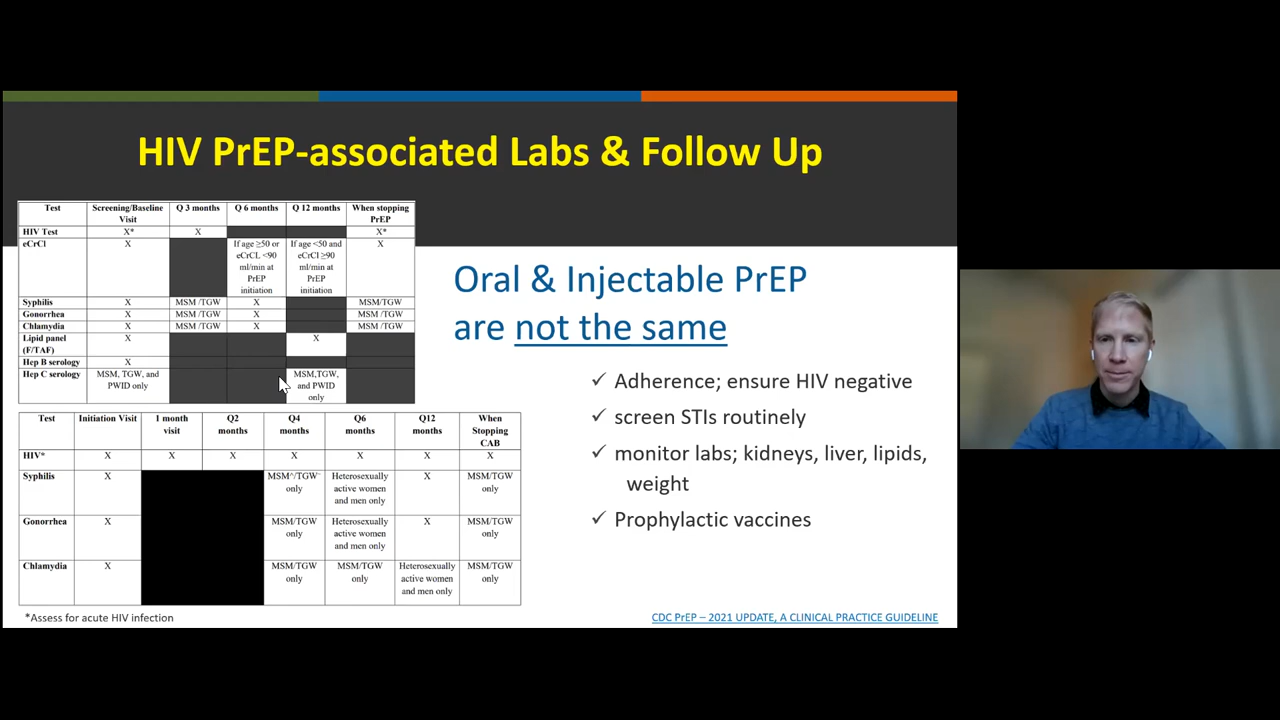 HIV PrEP-associated Labs & Follow Up
Test Screening/Baseline Visit Q 3 months Q 6 months Q 12 months When stopping PrEP
HIV Test X* X X*
eCrCl X If age ≥50 or eCrCL <90 ml/min at PrEP initiation If age <50 and eCrCl ≥90 ml/min at PrEP initiation X
Syphilis X MSM /TGW X MSM/TGW
Gonorrhea X MSM /TGW X MSM /TGW
Chlamydia X MSM /TGW X MSM /TGW
Lipid panel (F/TAF) X X
Hep B serology X
Hep C serology MSM, TGW, and PWID only MSM,TGW, and PWID only
Test Initiation Visit 1 month visit Q2 months Q4 months Q6 months Q12 months When Stopping CAB
HIV* X X X X X X X
Syphilis X MSM^/TGW~ only Heterosexually active women and men only X MSM/TGW only
Gonorrhea X MSM/TGW only Heterosexually active women and men only X MSM/TGW only
Chlamydia X MSM/TGW only MSM/TGW only Heterosexually active women and men only MSM/TGW only
*Assess for acute HIV infection
Oral & Injectable PrEP
are not the same
✓ Adherence; ensure HIV negative
✓ screen STIs routinely
✓ monitor labs; kidneys, liver, lipids,
weight
✓ Prophylactic vaccines
CDC PrEP – 2021 UPDATE, A CLINICAL PRACTICE GUIDELINE